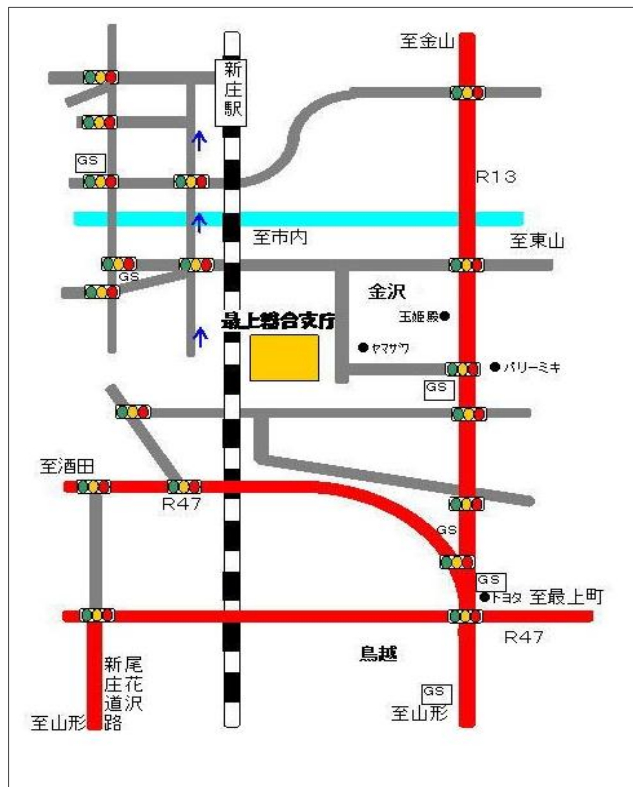 至金山
新庄駅
GS
R13
至市内
至東山
GS
金沢
玉姫殿
最上総合支庁
ヤマザワ
パリーミキ
GS
至酒田
R47
GS
GS
トヨタ
至最上町
R47
鳥越
尾花沢
新庄道路
GS
至山形
至山形